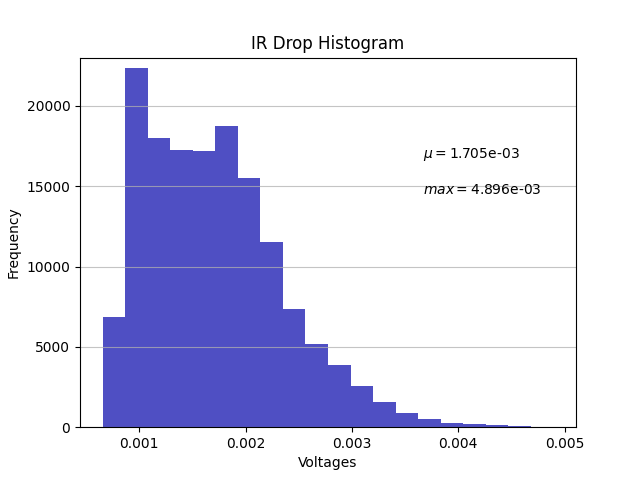 IR Drop Histogram
20000
15000
10000
5000
0
Frequency
μ = 1.705e-03
max = 4.896e-03
0.001 0.002 0.003 0.004 0.005
Voltages